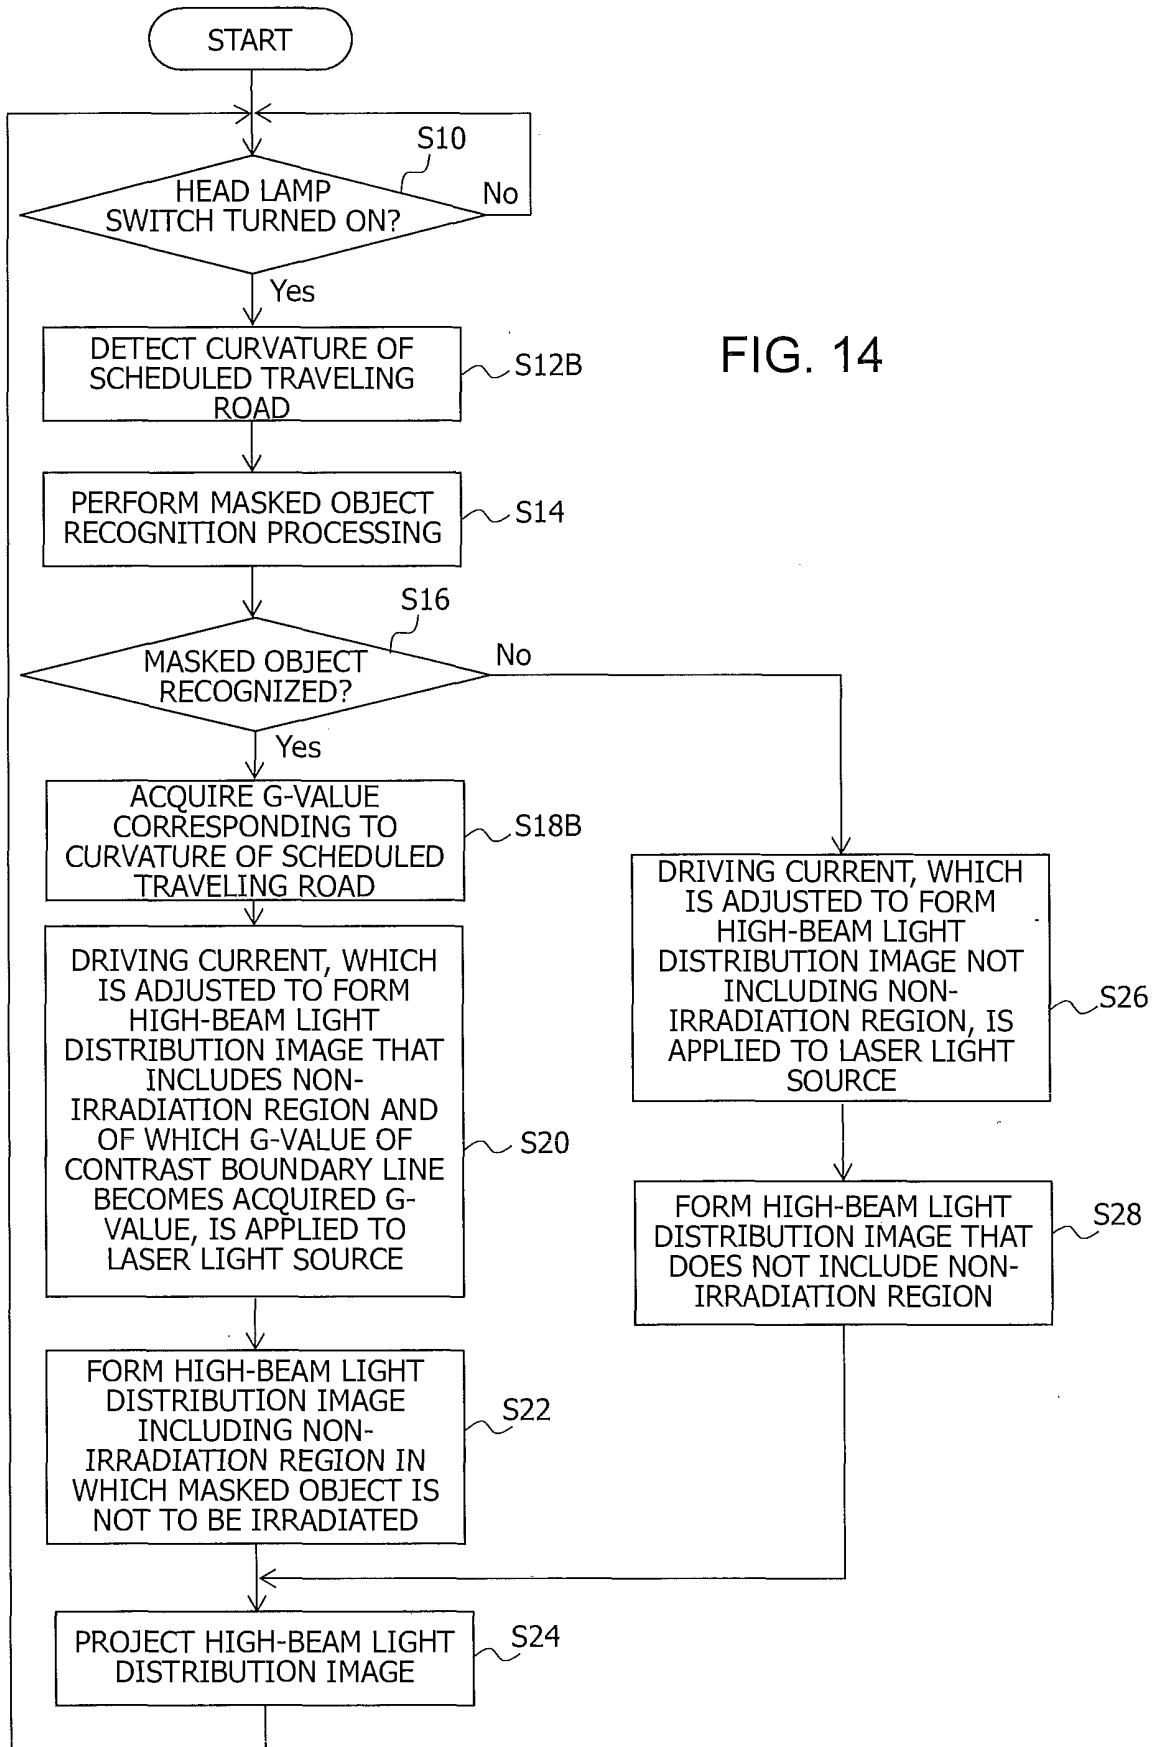 START
S10
HEAD LAMP
SWITCH TURNED ON?
No
Yes
DETECT CURVATURE OF
SCHEDULED TRAVELING
ROAD
S12B
FIG. 14
PERFORM MASKED OBJECT
RECOGNITION PROCESSING
S14
S16
MASKED OBJECT
RECOGNIZED?
No
Yes
ACQUIRE G-VALUE
CORRESPONDING TO
CURVATURE OF SCHEDULED
TRAVELING ROAD
S18B
DRIVING CURRENT, WHICH
IS ADJUSTED TO FORM
HIGH-BEAM LIGHT
DISTRIBUTION IMAGE THAT
INCLUDES NON-
IRRADIATION REGION AND
OF WHICH G-VALUE OF
CONTRAST BOUNDARY LINE
BECOMES ACQUIRED G-
VALUE, IS APPLIED TO
LASER LIGHT SOURCE
S20
FORM HIGH-BEAM LIGHT
DISTRIBUTION IMAGE
INCLUDING NON-
IRRADIATION REGION IN
WHICH MASKED OBJECT IS
NOT TO BE IRRADIATED
S22
DRIVING CURRENT, WHICH
IS ADJUSTED TO FORM
HIGH-BEAM LIGHT
DISTRIBUTION IMAGE NOT
INCLUDING NON-
IRRADIATION REGION, IS
APPLIED TO LASER LIGHT
SOURCE
S26
FORM HIGH-BEAM LIGHT
DISTRIBUTION IMAGE THAT
DOES NOT INCLUDE NON-
IRRADIATION REGION
S28
PROJECT HIGH-BEAM LIGHT
DISTRIBUTION IMAGE
S24